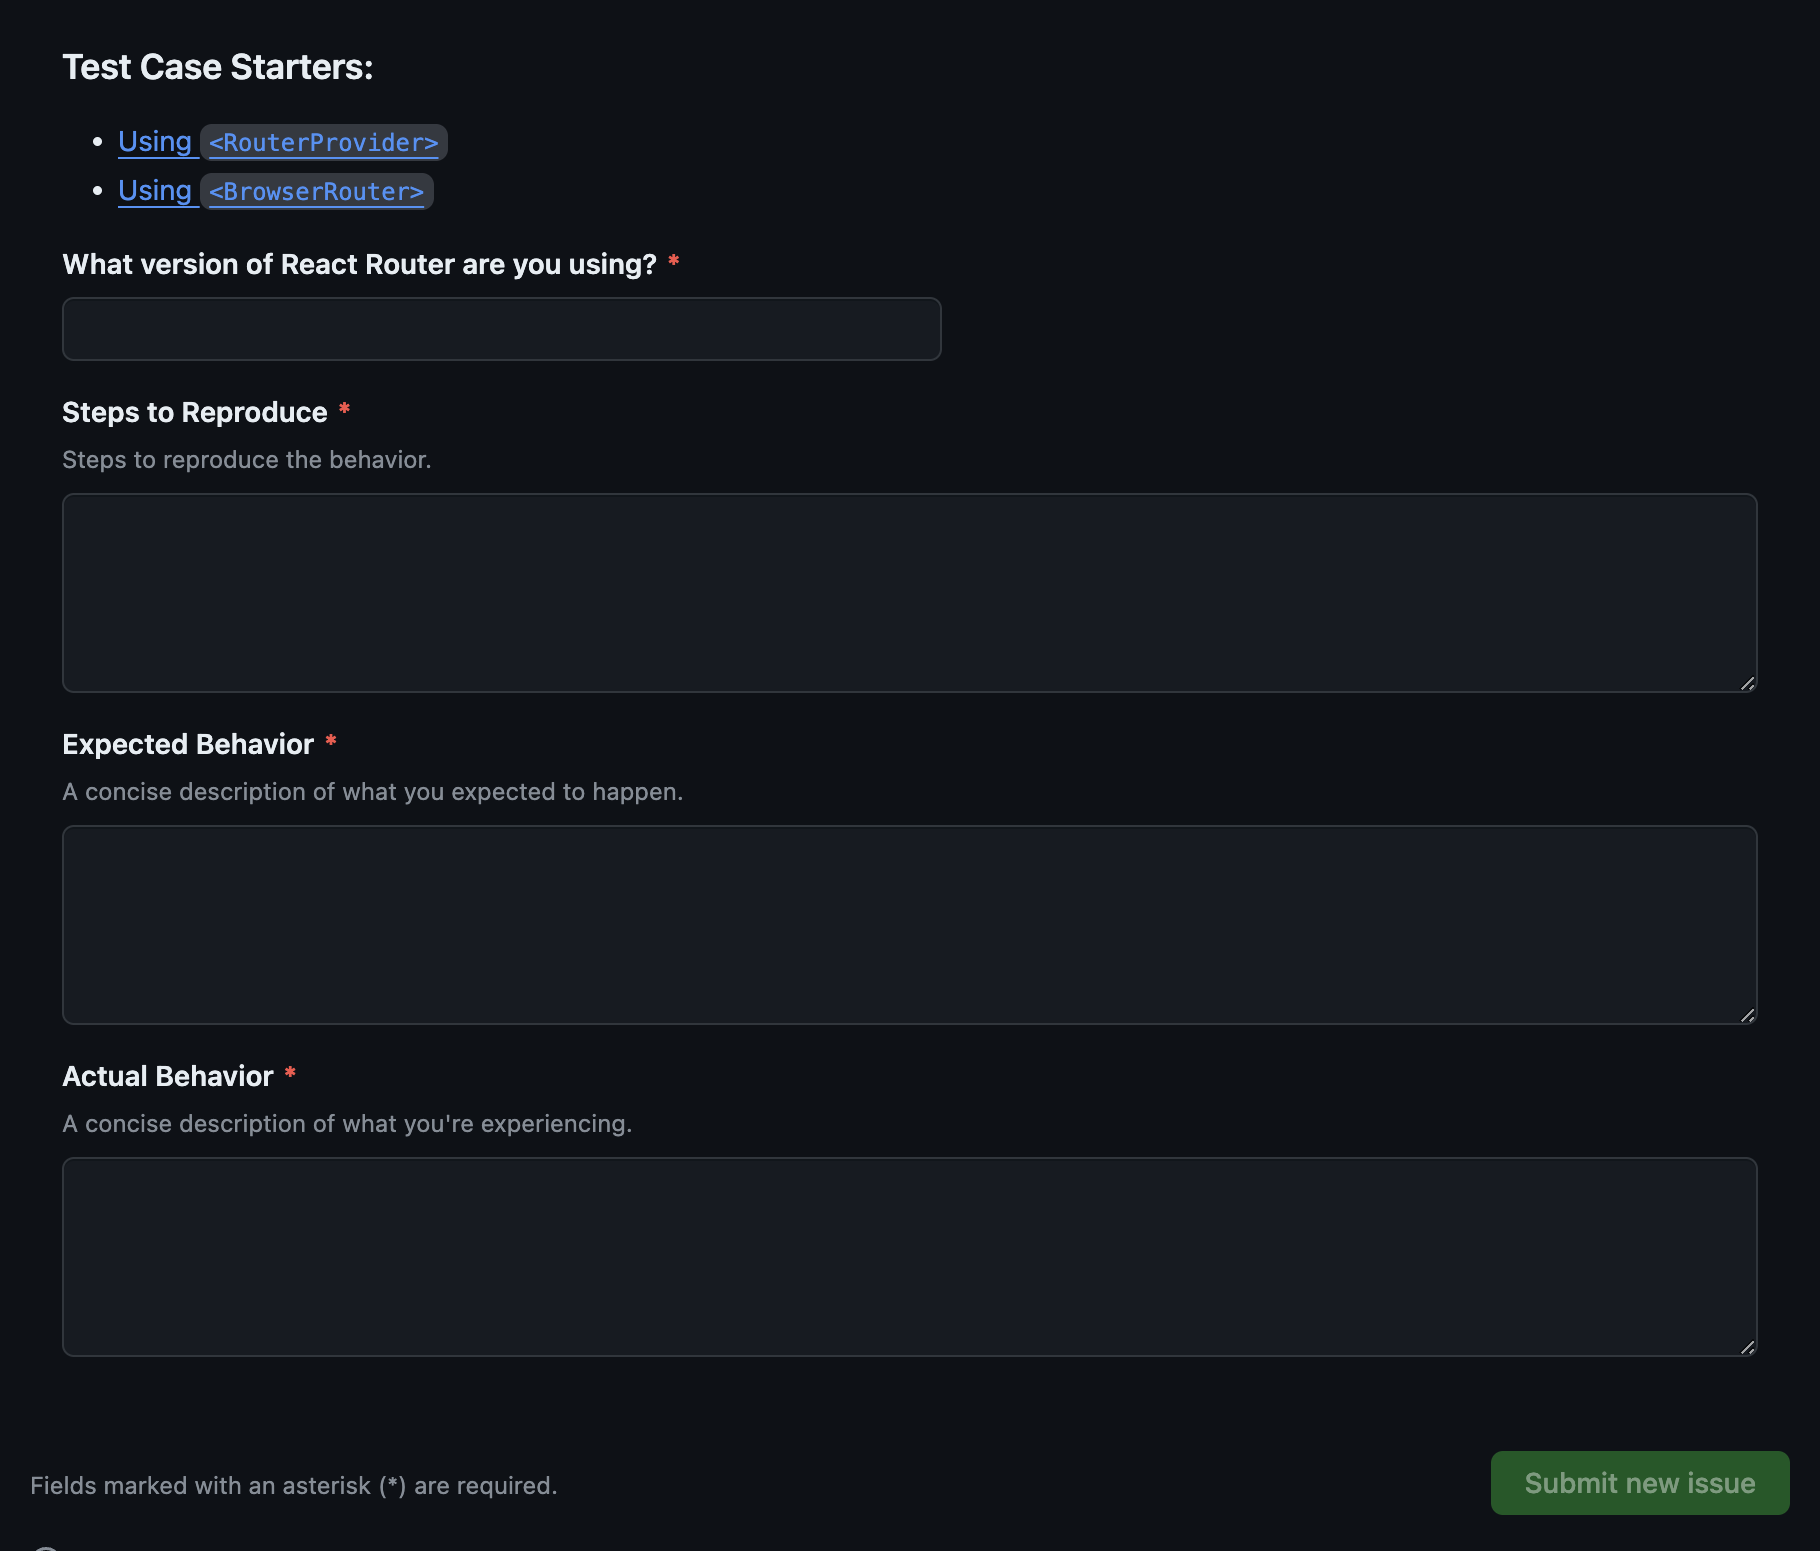 Test Case Starters:
• Using <RouterProvider>
• Using <BrowserRouter>
What version of React Router are you using? *
Steps to Reproduce *
Steps to reproduce the behavior.
Expected Behavior *
A concise description of what you expected to happen.
Actual Behavior *
A concise description of what you're experiencing.
Fields marked with an asterisk (*) are required.
Submit new issue